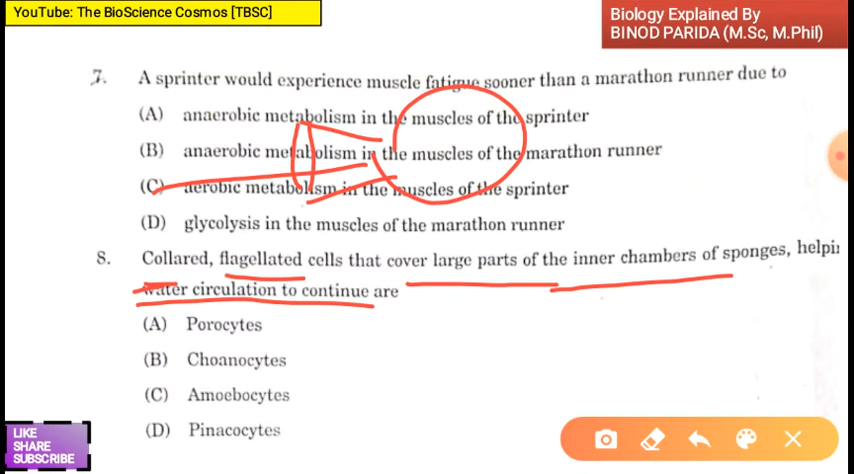 YouTube: The BioScience Cosmos [TBSC]
Biology Explained By
BINOD PARIDA (M.Sc, M.Phil)
7. A sprinter would experience muscle fatigue sooner than a marathon runner due to
(A) anaerobic metabolism in the muscles of the sprinter
(B) anaerobic metabolism in the muscles of the marathon runner
(C) aerobic metabolism in the muscles of the sprinter
(D) glycolysis in the muscles of the marathon runner
8. Collared, flagellated cells that cover large parts of the inner chambers of sponges, helpi
water circulation to continue are
(A) Porocytes
(B) Choanocytes
(C) Amoebocytes
(D) Pinacocytes
LIKE
SHARE
SUBSCRIBE